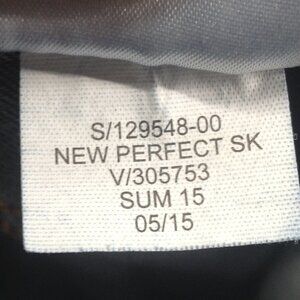 S/129548-00
NEW PERFECT SK
V/305753
SUM 15
05/15